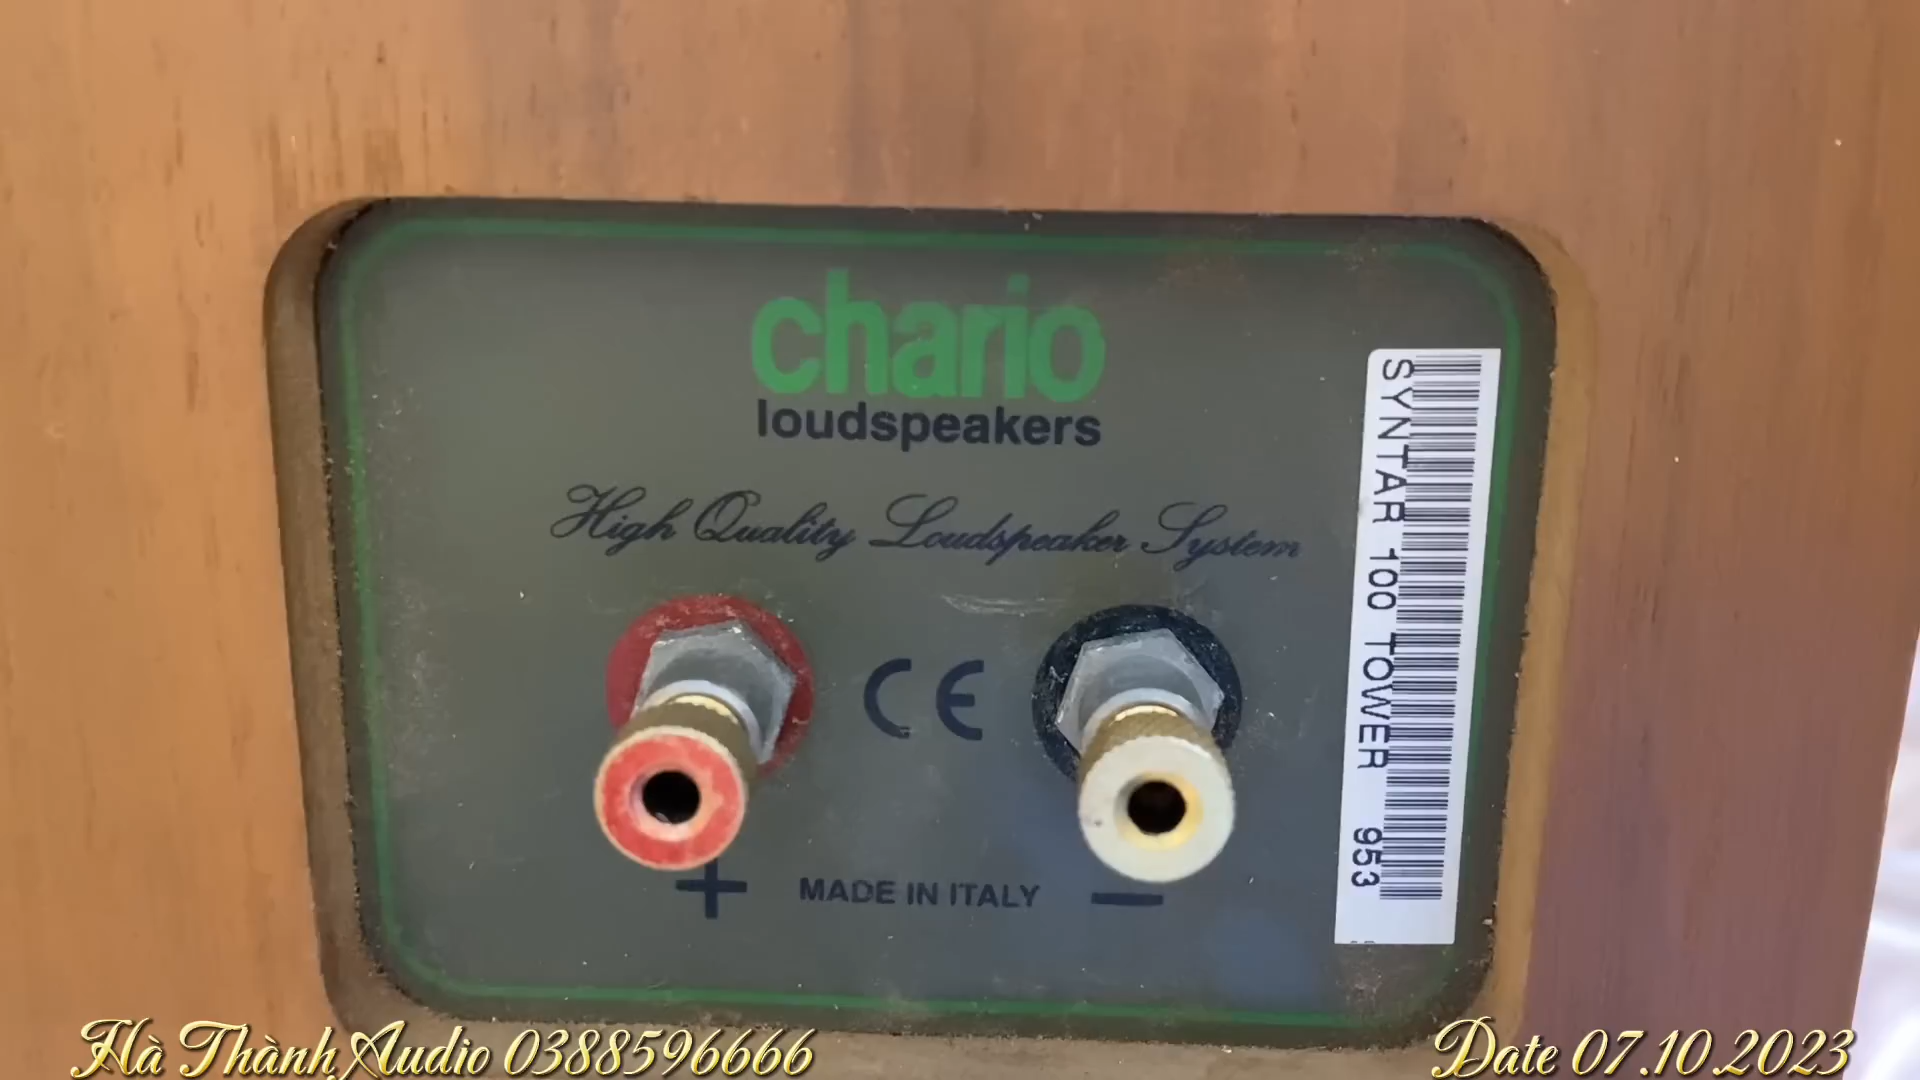 chario
loudspeakers
High Quality Loudspeaker System
CE
+ MADE IN ITALY −
SYNTAR 100 TOWER 953
Hà Thành Audio 0388596666
Date 07.10.2023